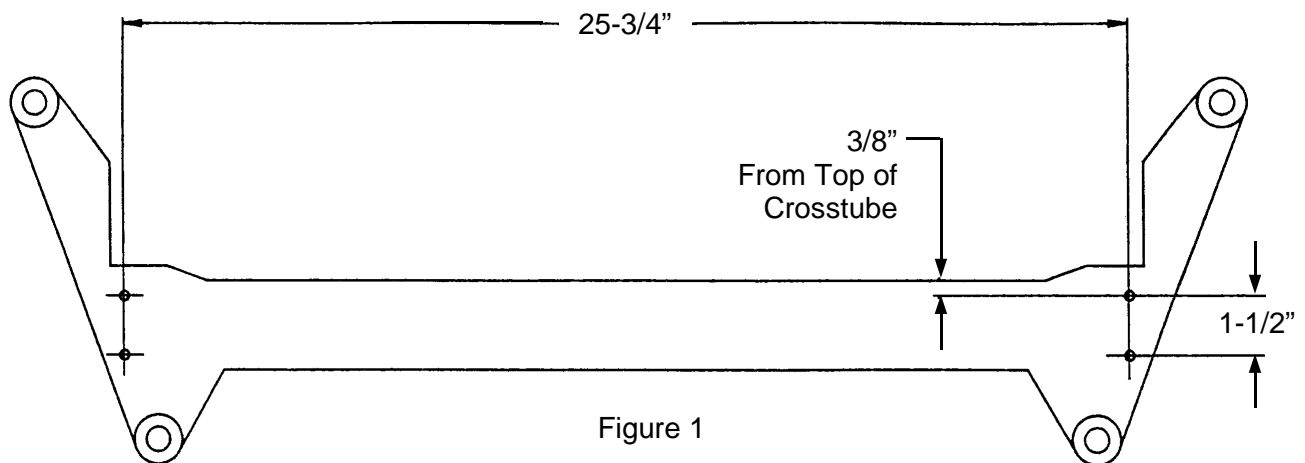 25-3/4”
3/8”
From Top of
Crosstube
1-1/2”
Figure 1